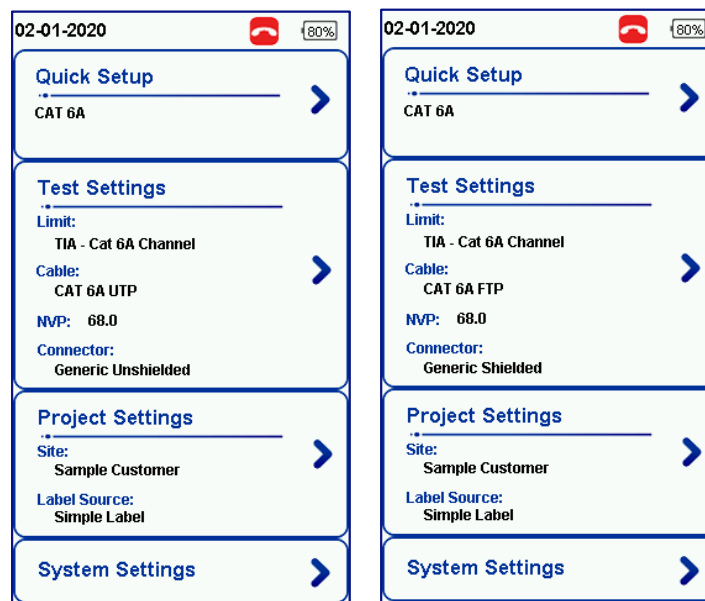 02-01-2020
80%
Quick Setup
CAT 6A
Test Settings
Limit:
TIA - Cat 6A Channel
Cable:
CAT 6A UTP
NVP: 68.0
Connector:
Generic Unshielded
Project Settings
Site:
Sample Customer
Label Source:
Simple Label
System Settings
02-01-2020
80%
Quick Setup
CAT 6A
Test Settings
Limit:
TIA - Cat 6A Channel
Cable:
CAT 6A FTP
NVP: 68.0
Connector:
Generic Shielded
Project Settings
Site:
Sample Customer
Label Source:
Simple Label
System Settings